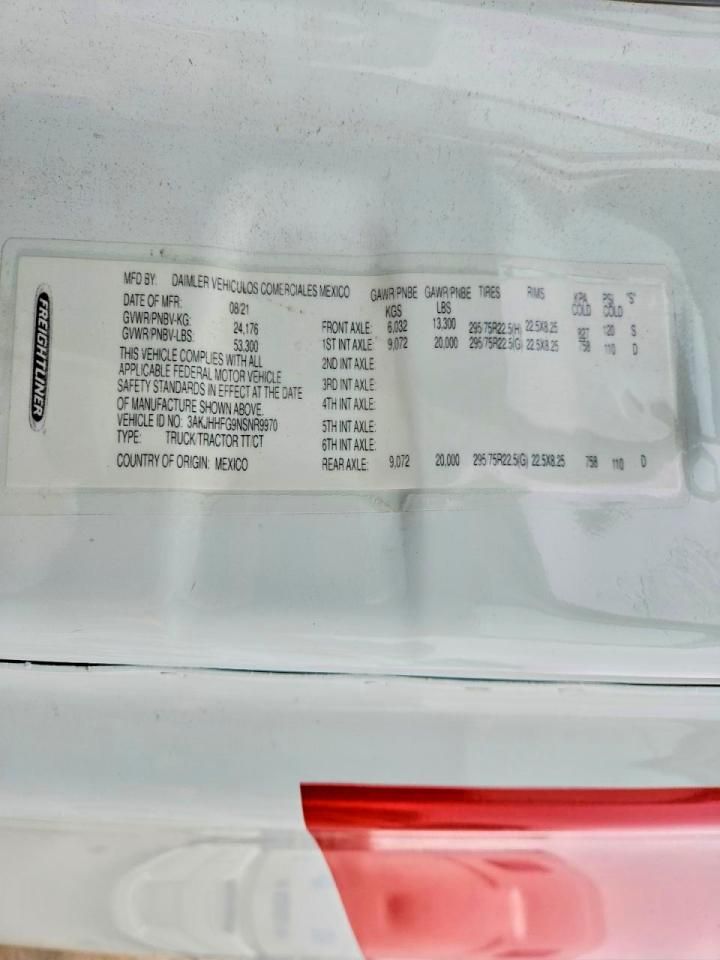 FREIGHTLINER
MFD BY: DAIMLER VEHICULOS COMERCIALES MEXICO
DATE OF MFR: 08/21
GVWR/PNBV-KG: 24,176
GVWR/PNBV-LBS: 53,300
THIS VEHICLE COMPLIES WITH ALL
APPLICABLE FEDERAL MOTOR VEHICLE
SAFETY STANDARDS IN EFFECT AT THE DATE
OF MANUFACTURE SHOWN ABOVE.
VEHICLE ID NO: 3AKJHHFG9NSNR9970
TYPE: TRUCK/TRACTOR TT/CT
COUNTRY OF ORIGIN: MEXICO
GAWR/PNBE GAWR/PNBE TIRES RIMS KPA PSI "S"
KGS LBS COLD COLD
FRONT AXLE: 6,032 13,300 295 75R22.5(H) 22.5X8.25 827 120 S
1ST INT AXLE: 9,072 20,000 295 75R22.5(G) 22.5X8.25 758 110 D
2ND INT AXLE:
3RD INT AXLE:
4TH INT AXLE:
5TH INT AXLE:
6TH INT AXLE:
REAR AXLE: 9,072 20,000 295 75R22.5(G) 22.5X8.25 758 110 D